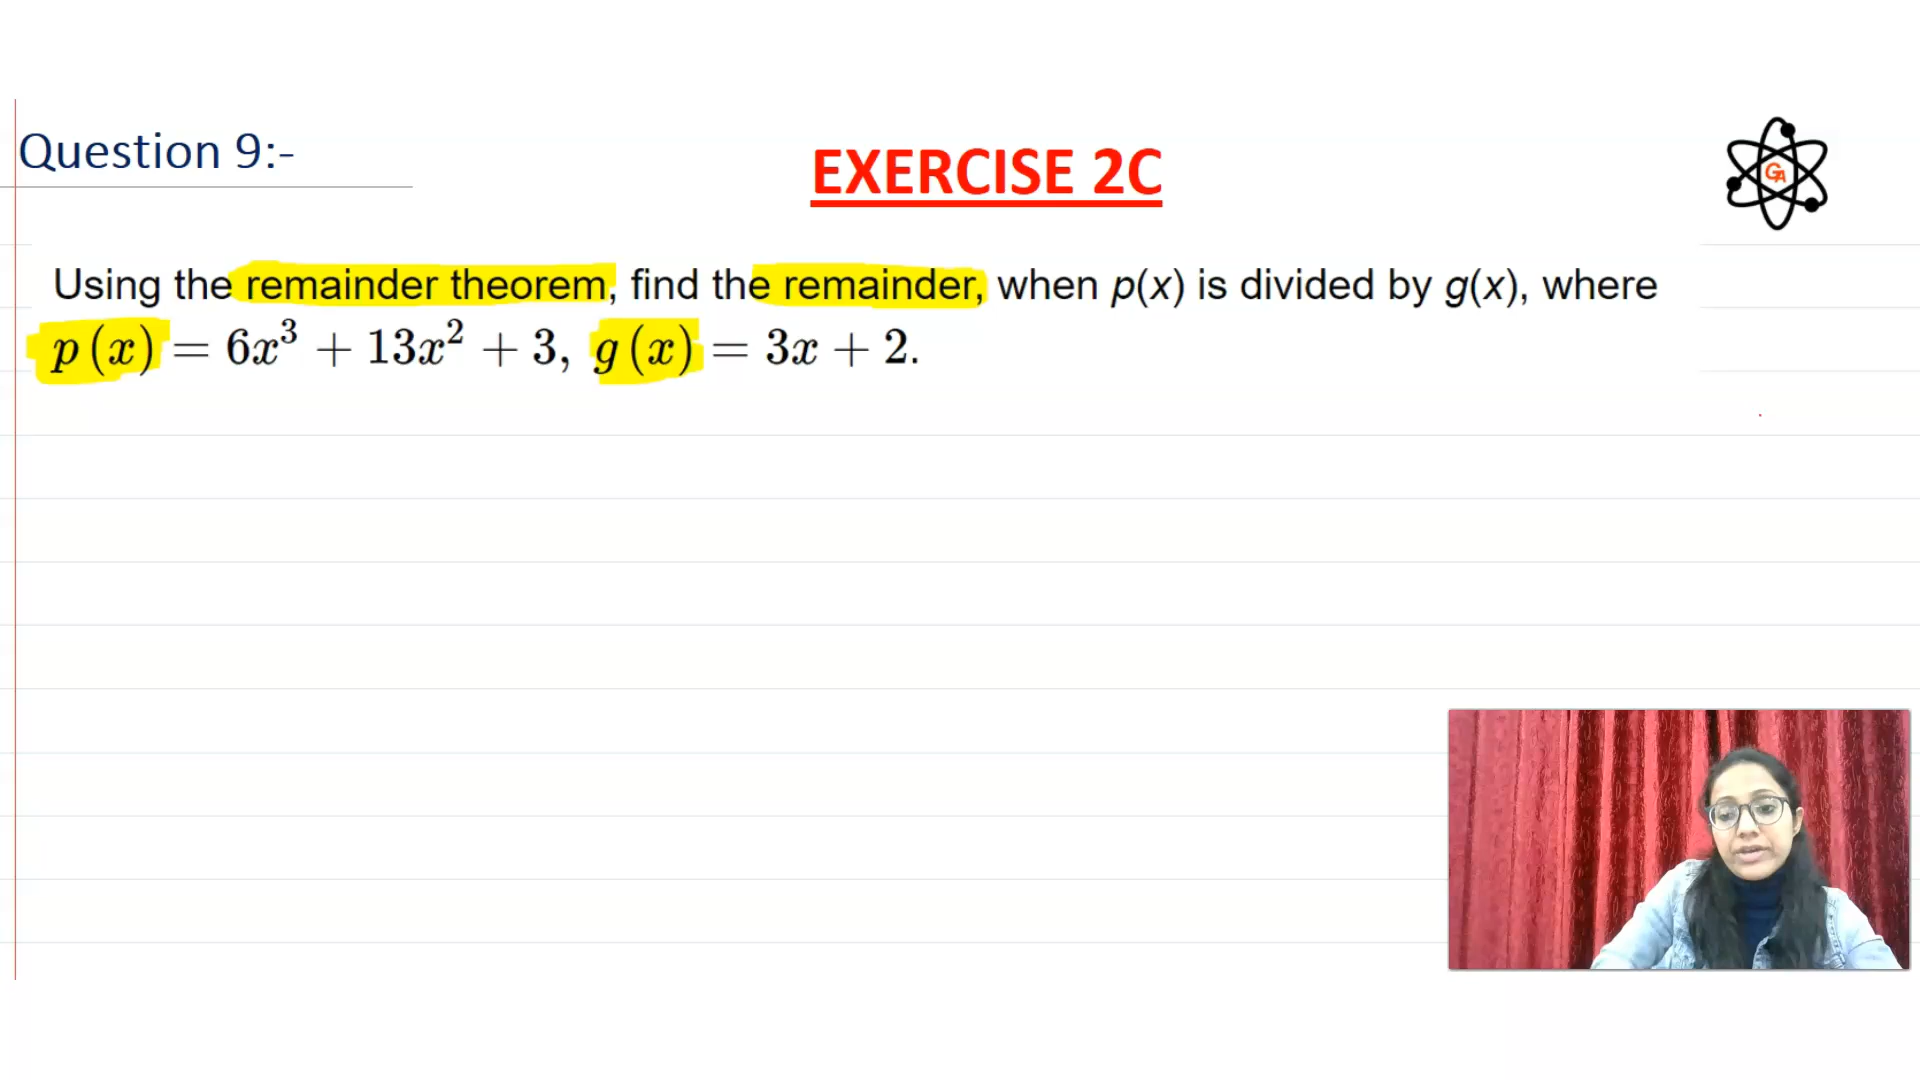 Question 9:-
EXERCISE 2C
GA
Using the remainder theorem, find the remainder, when p(x) is divided by g(x), where
p (x) = 6x³ + 13x² + 3, g (x) = 3x + 2.